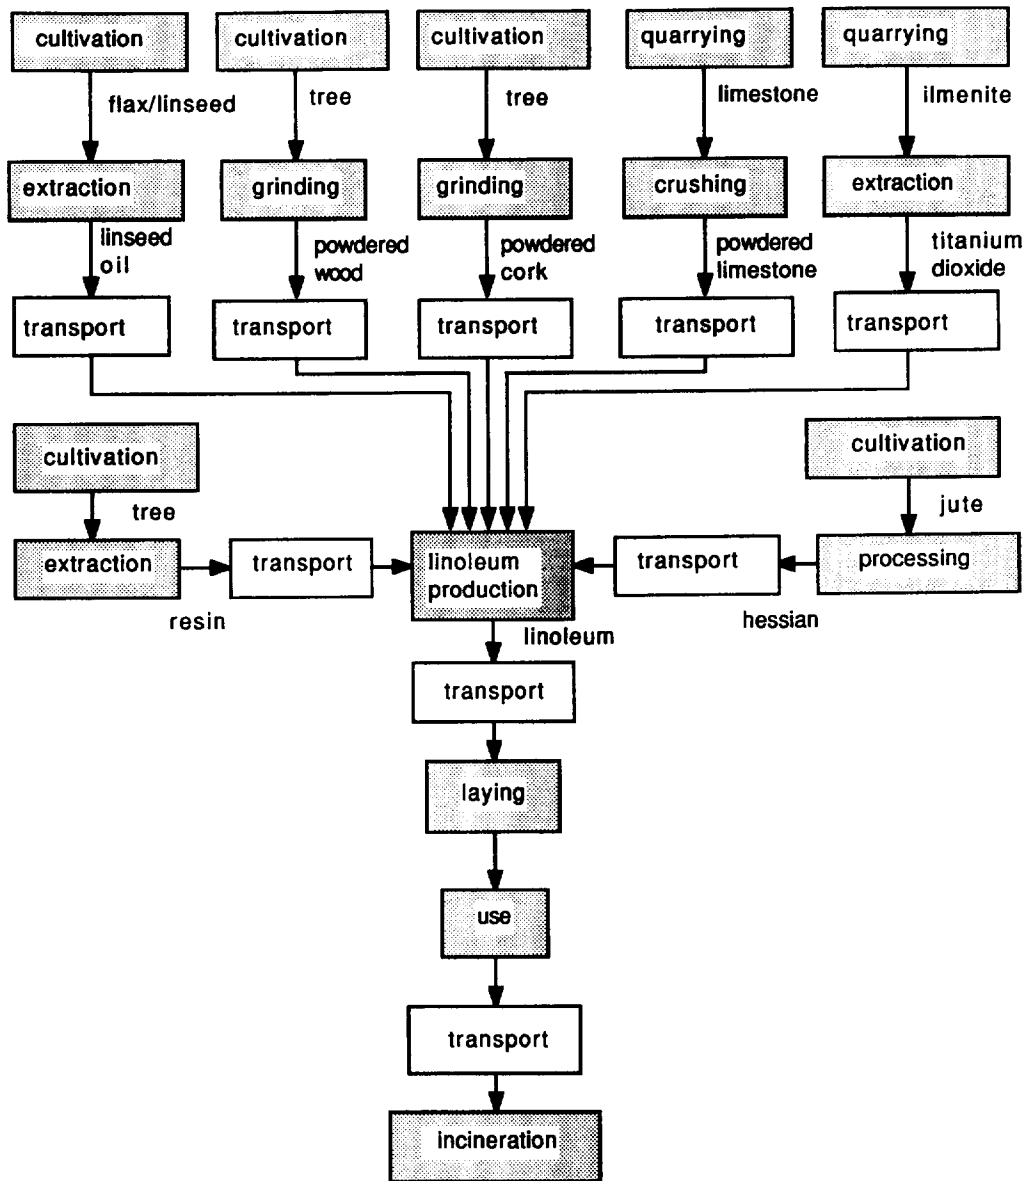 cultivation
cultivation
cultivation
quarrying
quarrying
flax/linseed
tree
tree
limestone
ilmenite
extraction
grinding
grinding
crushing
extraction
linseed
oil
powdered
wood
powdered
cork
powdered
limestone
titanium
dioxide
transport
transport
transport
transport
transport
cultivation
cultivation
tree
jute
extraction
transport
linoleum
production
transport
processing
resin
linoleum
hessian
transport
laying
use
transport
incineration